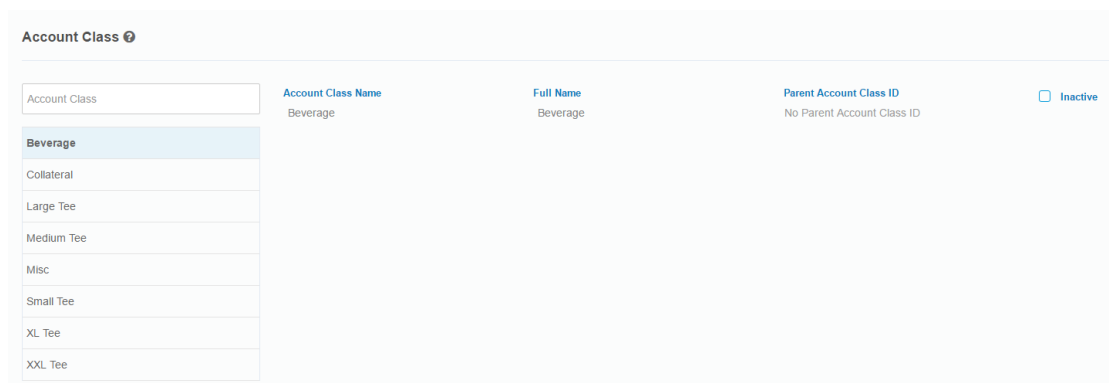 Account Class ?
Account Class
Beverage
Collateral
Large Tee
Medium Tee
Misc
Small Tee
XL Tee
XXL Tee
Account Class Name
Beverage
Full Name
Beverage
Parent Account Class ID
No Parent Account Class ID
Inactive